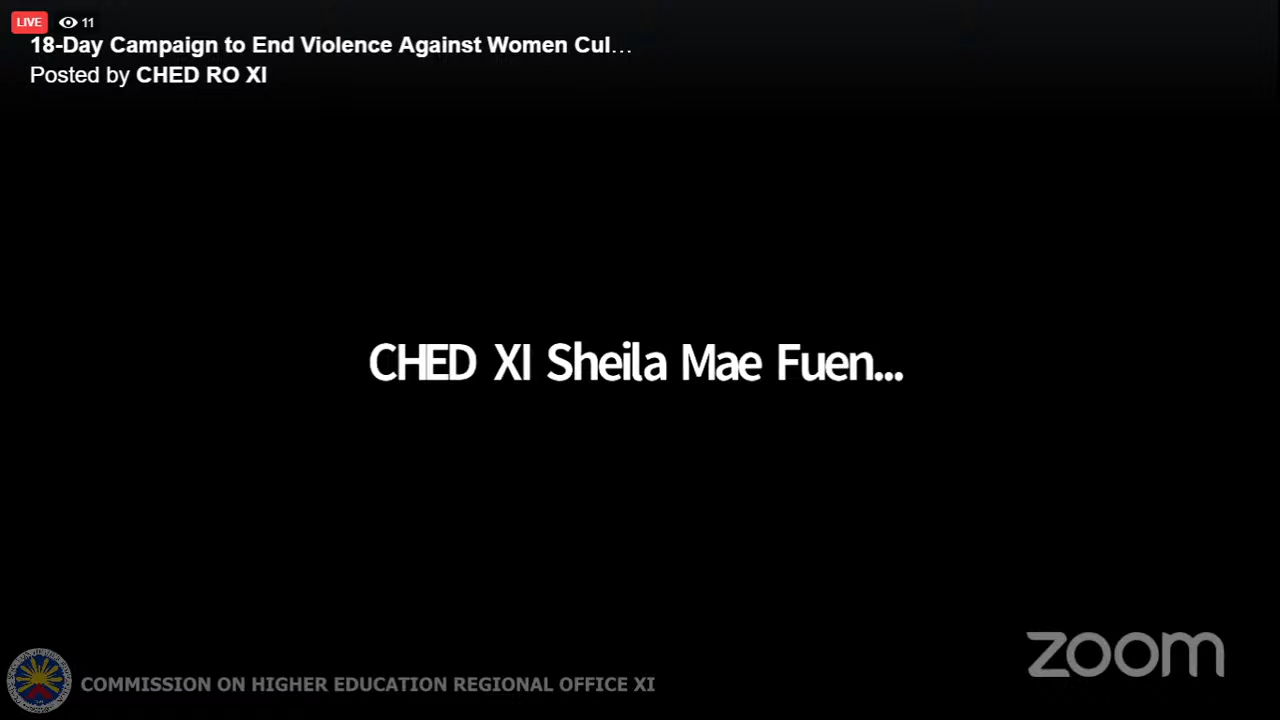 LIVE 11
18-Day Campaign to End Violence Against Women Cul...
Posted by CHED RO XI
CHED XI Sheila Mae Fuen...
COMMISSION ON HIGHER EDUCATION REGIONAL OFFICE XI
zoom